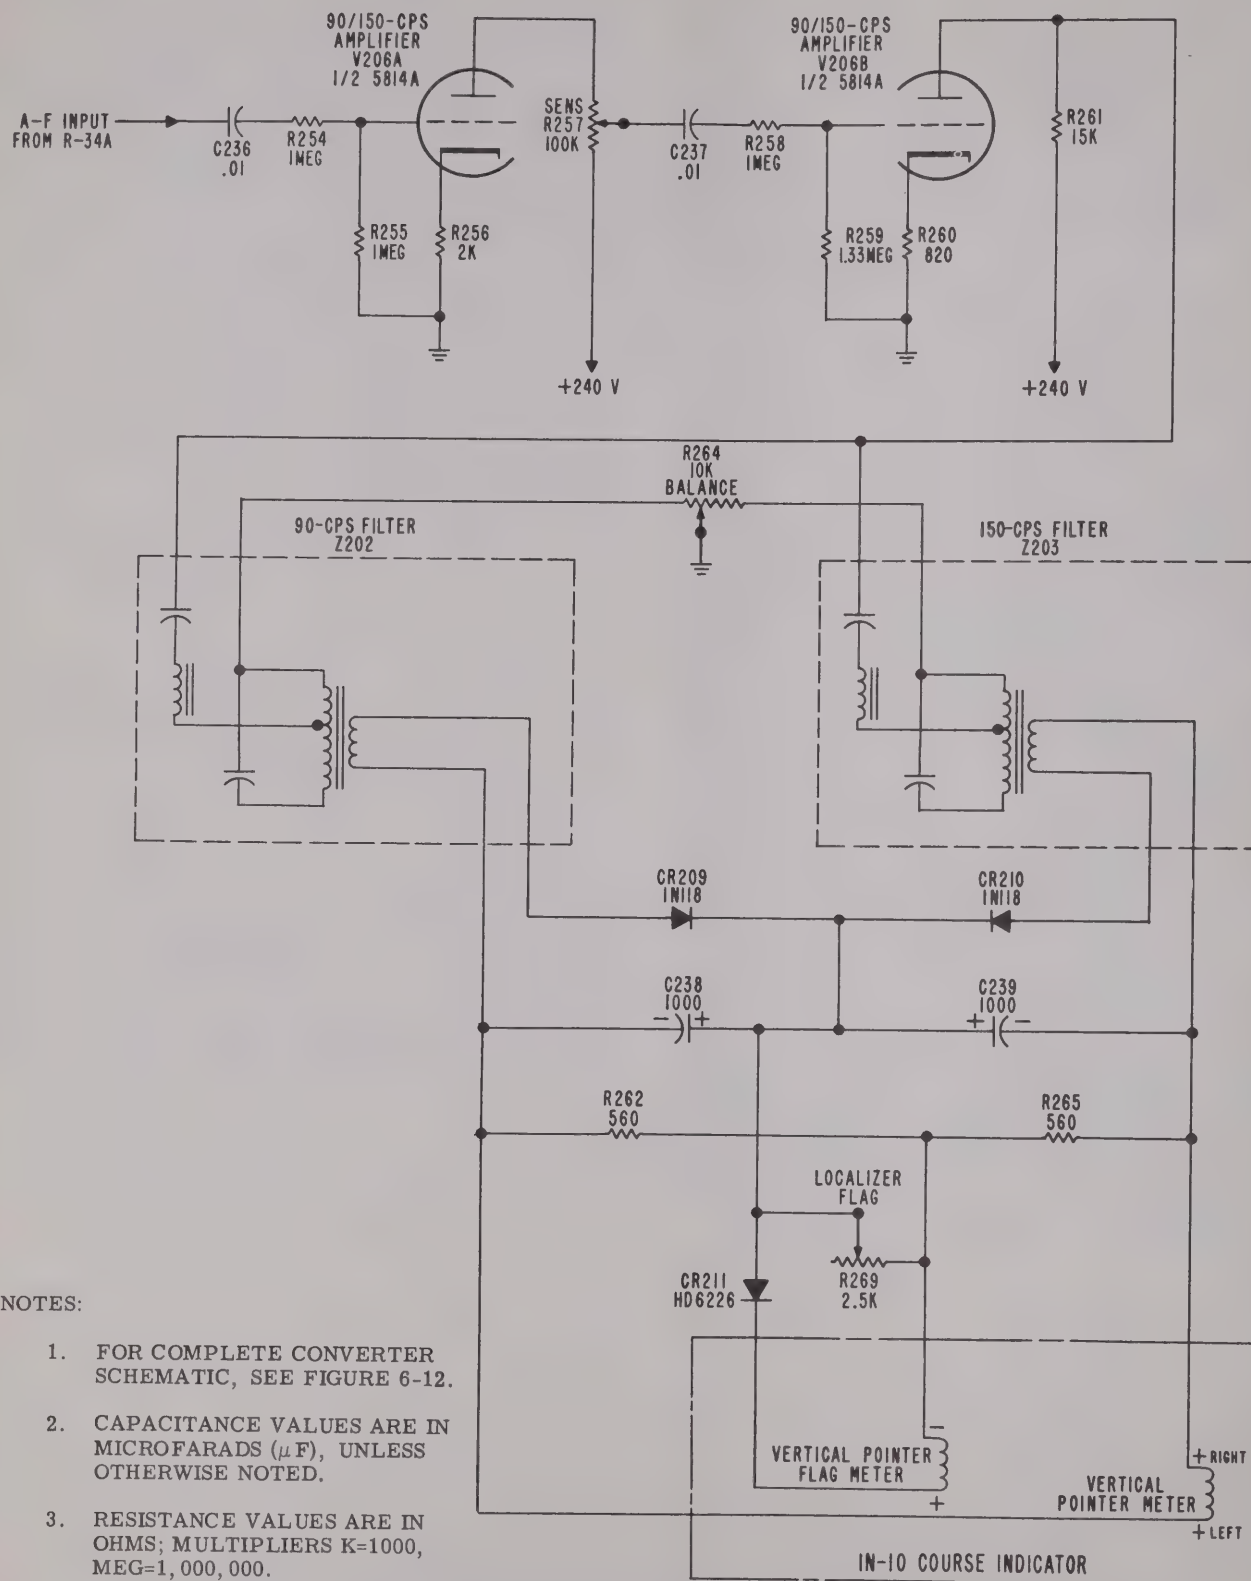 90/150-CPS
AMPLIFIER
V206A
1/2 5814A
90/150-CPS
AMPLIFIER
V206B
1/2 5814A
A-F INPUT
FROM R-34A
C236
.01
R254
1MEG
SENS
R257
100K
C237
.01
R258
1MEG
R261
15K
R255
1MEG
R256
2K
R259
1.33MEG
R260
820
+240 V
+240 V
R264
10K
BALANCE
90-CPS FILTER
Z202
150-CPS FILTER
Z203
CR209
1N118
CR210
1N118
C238
1000
- +
C239
1000
+ -
R262
560
R265
560
LOCALIZER
FLAG
CR211
HD6226
R269
2.5K
NOTES:
1. FOR COMPLETE CONVERTER
SCHEMATIC, SEE FIGURE 6-12.
2. CAPACITANCE VALUES ARE IN
MICROFARADS (μF), UNLESS
OTHERWISE NOTED.
3. RESISTANCE VALUES ARE IN
OHMS; MULTIPLIERS K=1000,
MEG=1,000,000.
-
VERTICAL POINTER
FLAG METER
+
+ RIGHT
VERTICAL
POINTER METER
+ LEFT
IN-10 COURSE INDICATOR